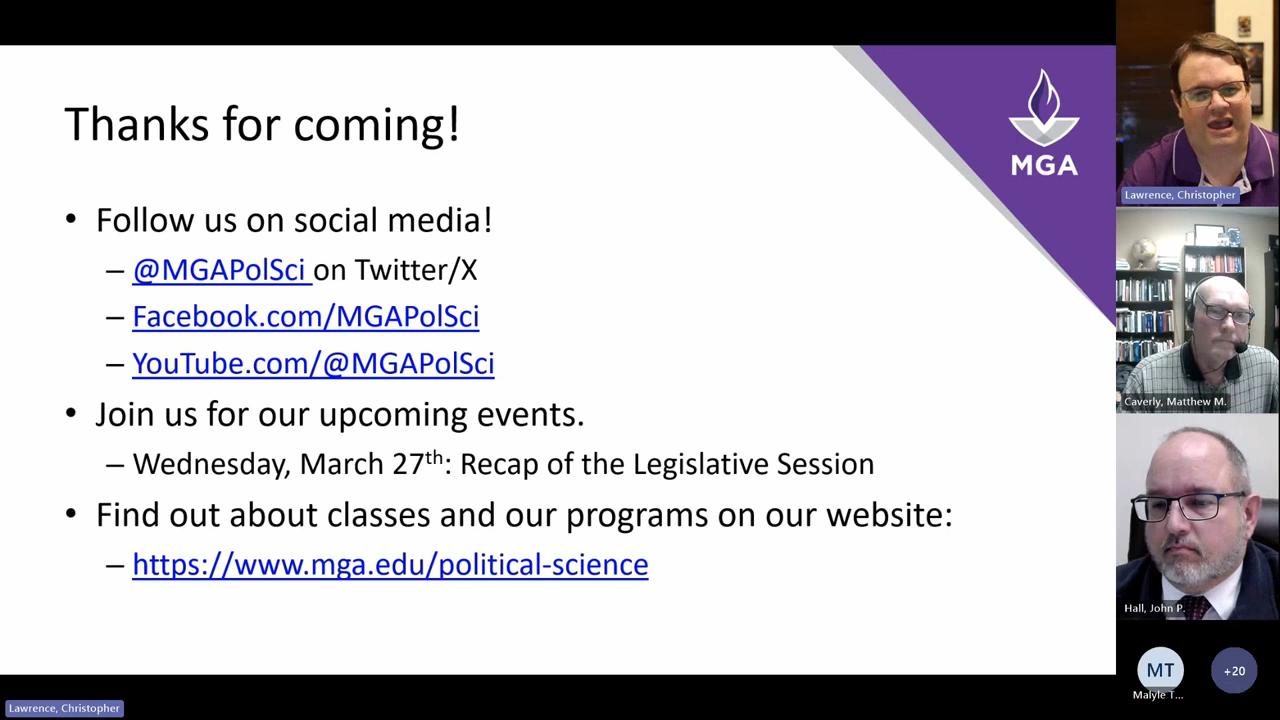 Thanks for coming!
• Follow us on social media!
– @MGAPolSci on Twitter/X
– Facebook.com/MGAPolSci
– YouTube.com/@MGAPolSci
• Join us for our upcoming events.
– Wednesday, March 27th: Recap of the Legislative Session
• Find out about classes and our programs on our website:
– https://www.mga.edu/political-science
MGA
Lawrence, Christopher
Caverly, Matthew M.
Hall, John P.
MT
+20
Malyle T...
Lawrence, Christopher